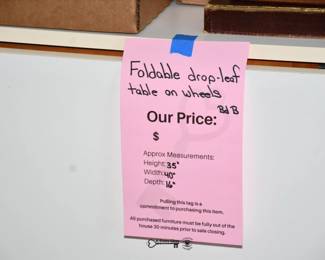 Foldable drop-leaf
table on wheels
Bd B
Our Price:
$
Approx Measurements:
Height: 35"
Width: 40"
Depth: 16"
Pulling this tag is a
commitment to purchasing this item.
All purchased furniture must be fully out of the
house 30 minutes prior to sale closing.